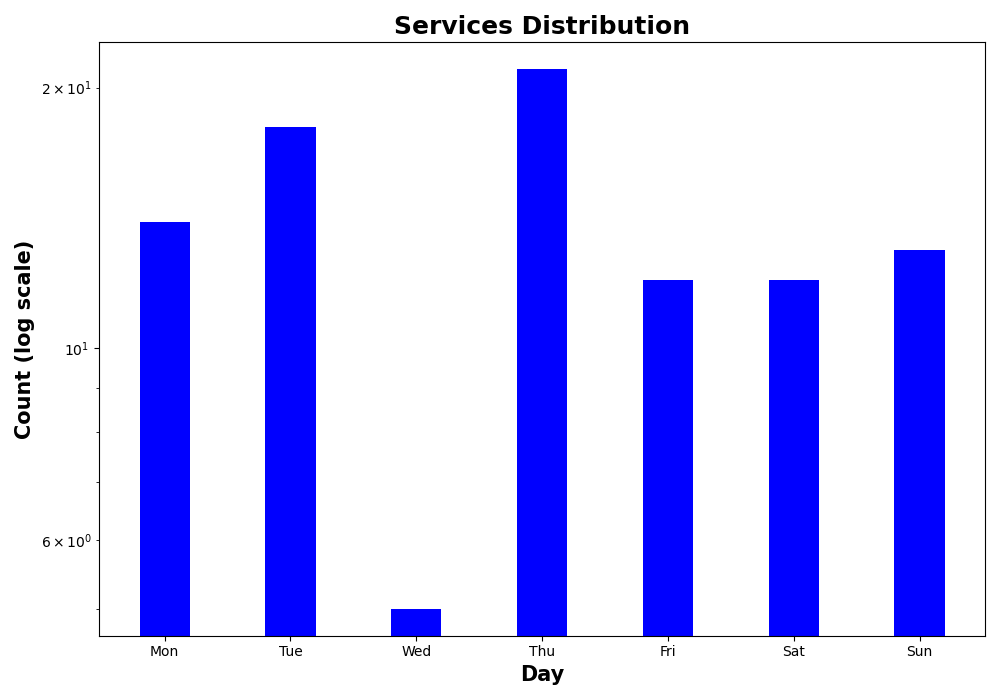 Services Distribution
Count (log scale)
2 × 10¹
10¹
6 × 10⁰
Mon Tue Wed Thu Fri Sat Sun
Day